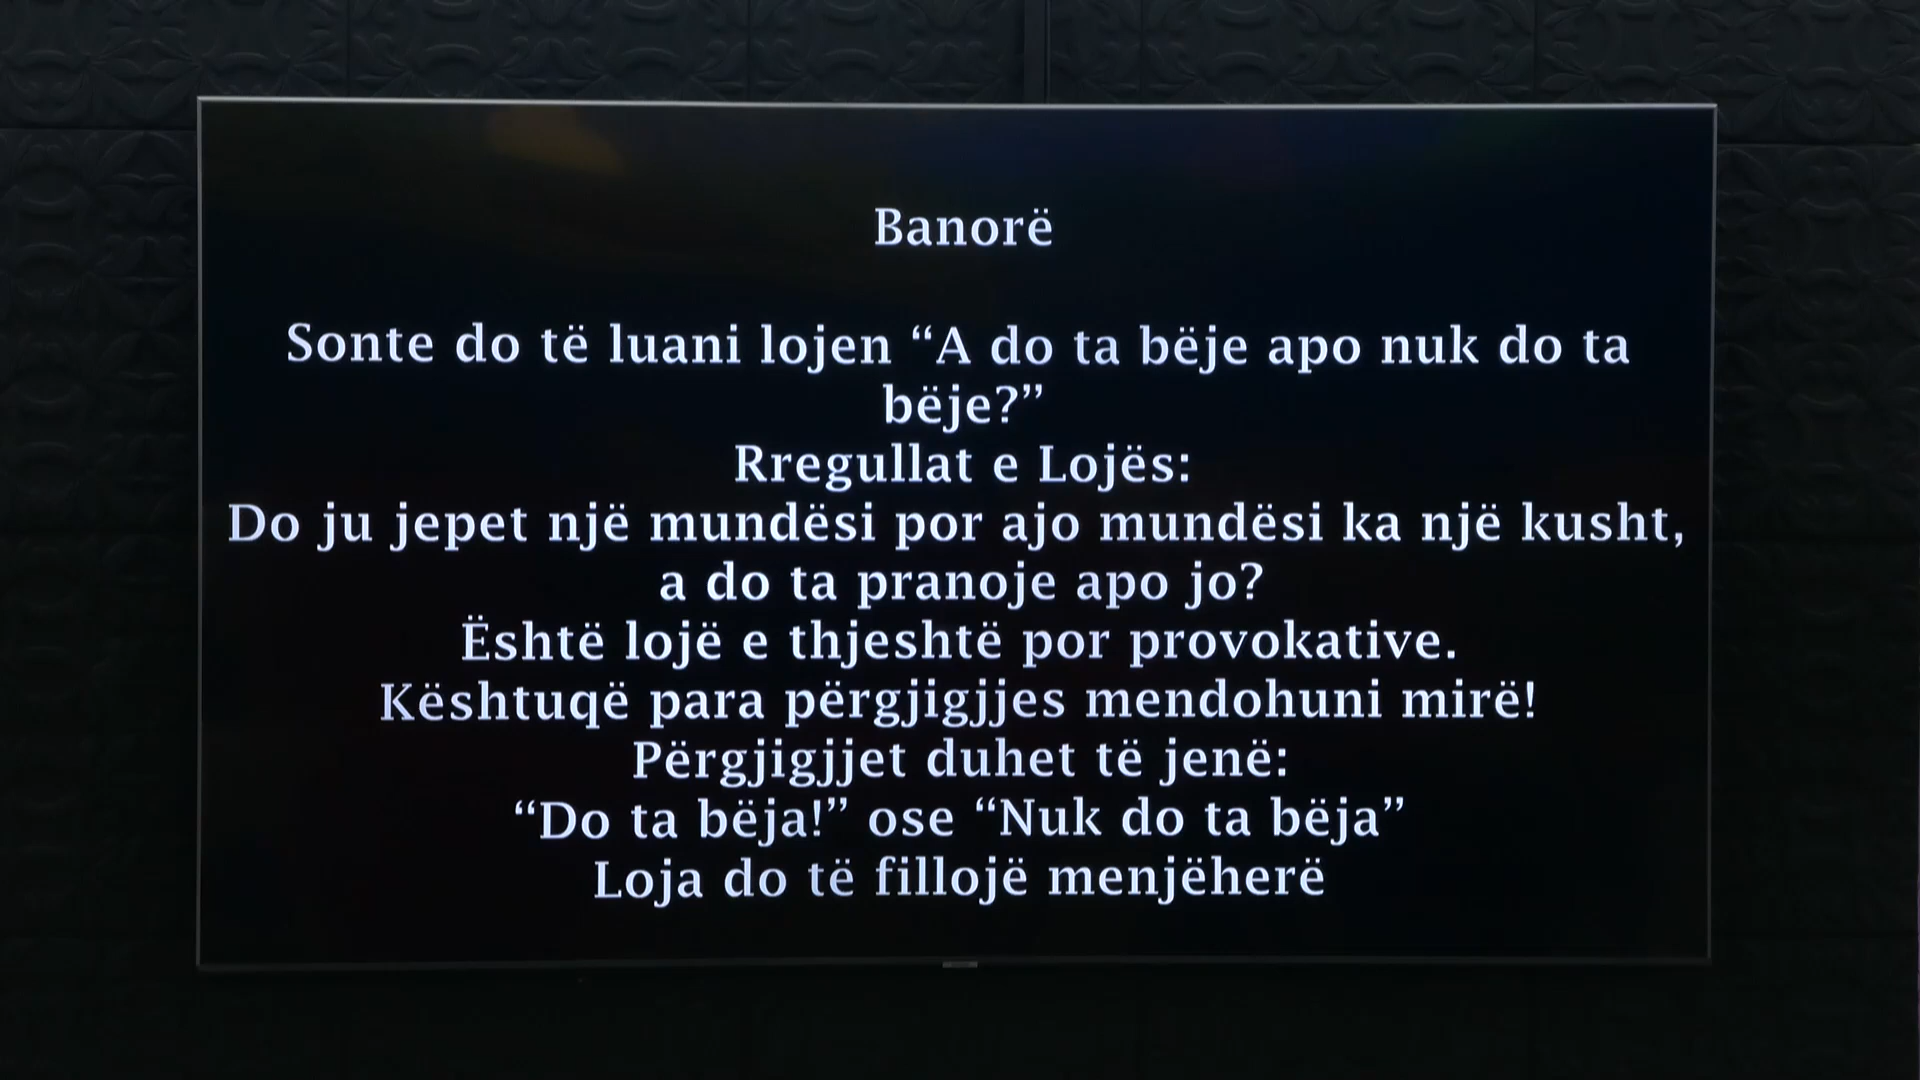 Banorë
Sonte do të luani lojen “A do ta bëje apo nuk do ta
bëje?”
Rregullat e Lojës:
Do ju jepet një mundësi por ajo mundësi ka një kusht,
a do ta pranoje apo jo?
Është lojë e thjeshtë por provokative.
Kështuqë para përgjigjjes mendohuni mirë!
Përgjigjjet duhet të jenë:
“Do ta bëja!” ose “Nuk do ta bëja”
Loja do të fillojë menjëherë